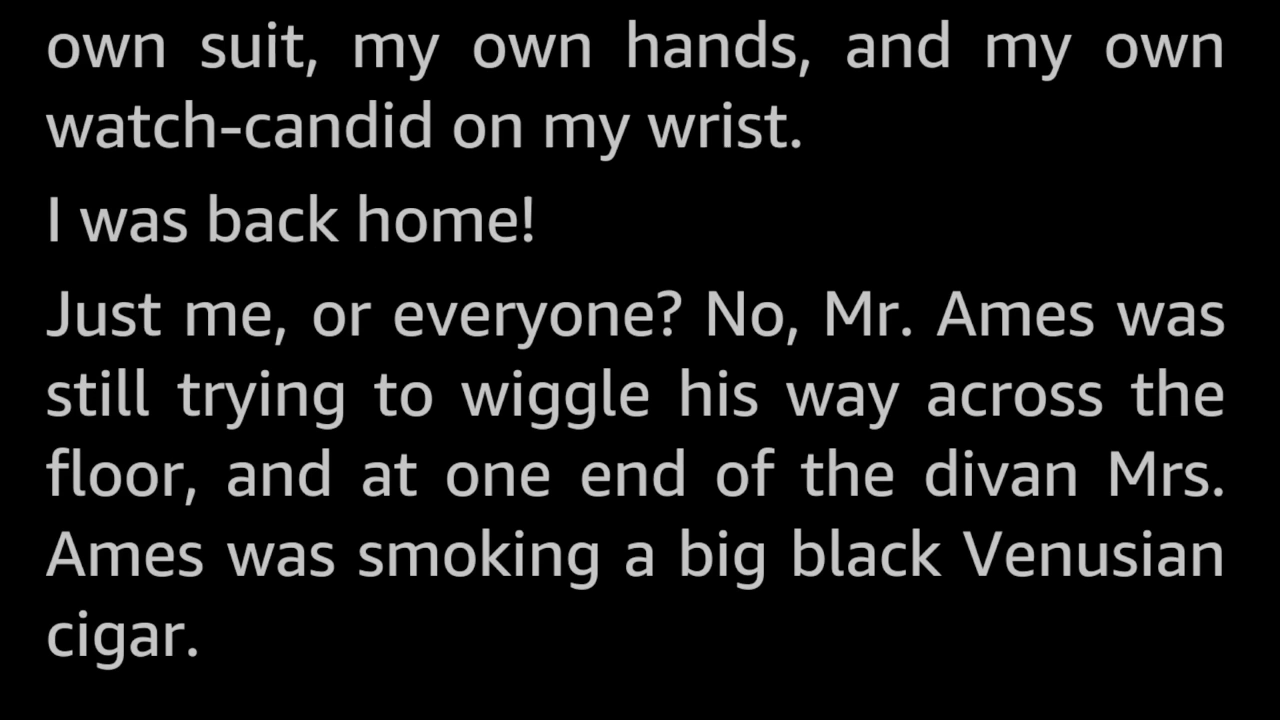 own suit, my own hands, and my own
watch-candid on my wrist.
I was back home!
Just me, or everyone? No, Mr. Ames was
still trying to wiggle his way across the
floor, and at one end of the divan Mrs.
Ames was smoking a big black Venusian
cigar.